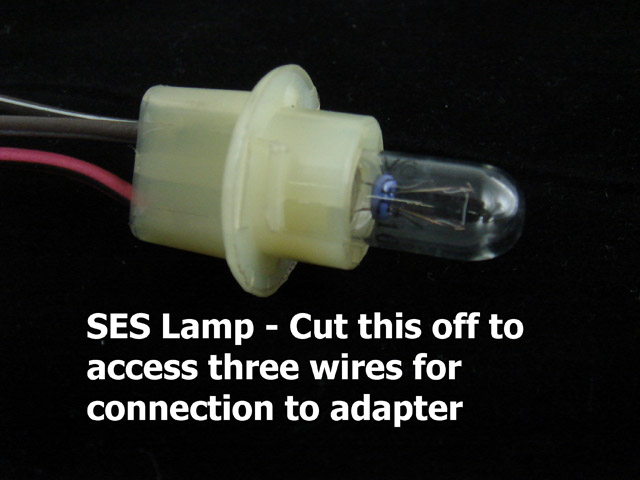 SES Lamp - Cut this off to
access three wires for
connection to adapter